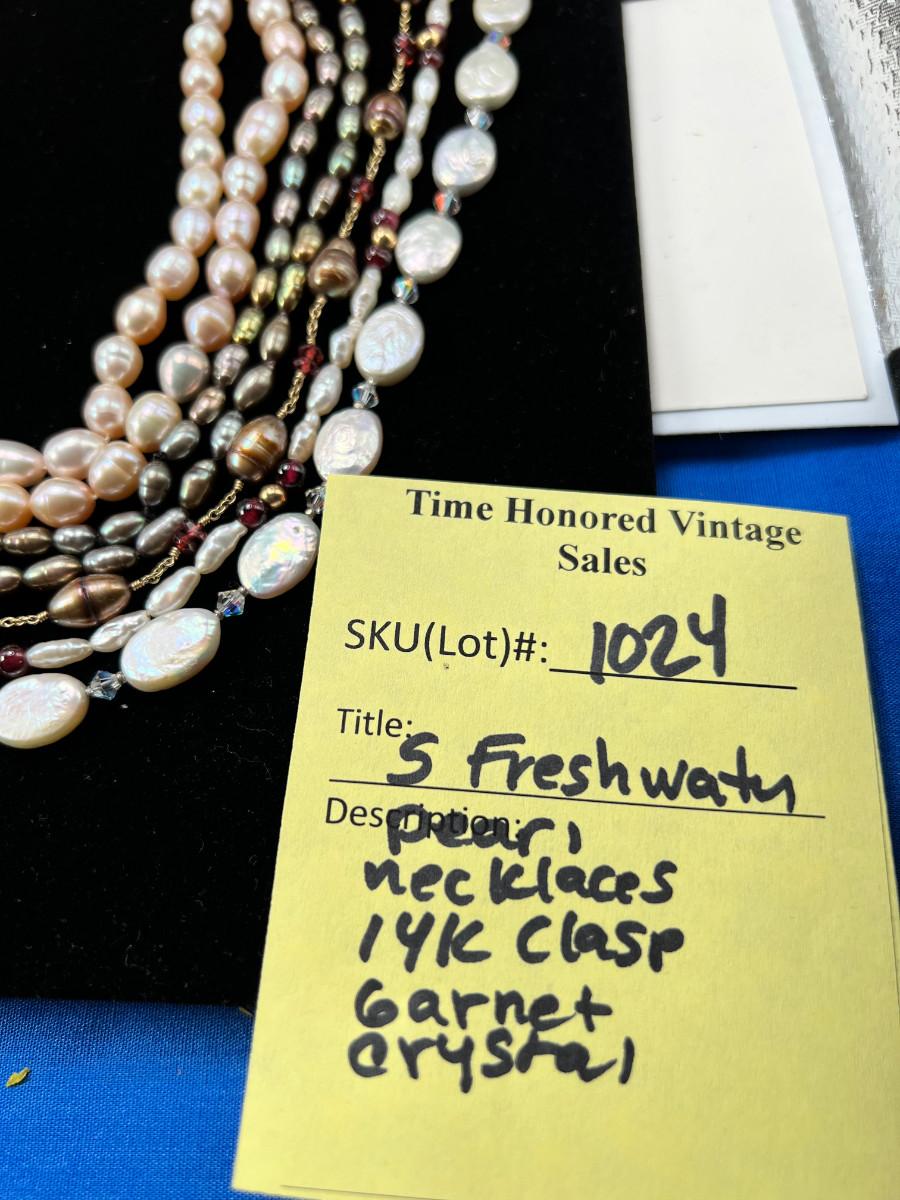 Time Honored Vintage
Sales
SKU(Lot)#: 1024
Title:
5 Freshwater
Description:
pearl
necklaces
14K Clasp
Garnet
crystal